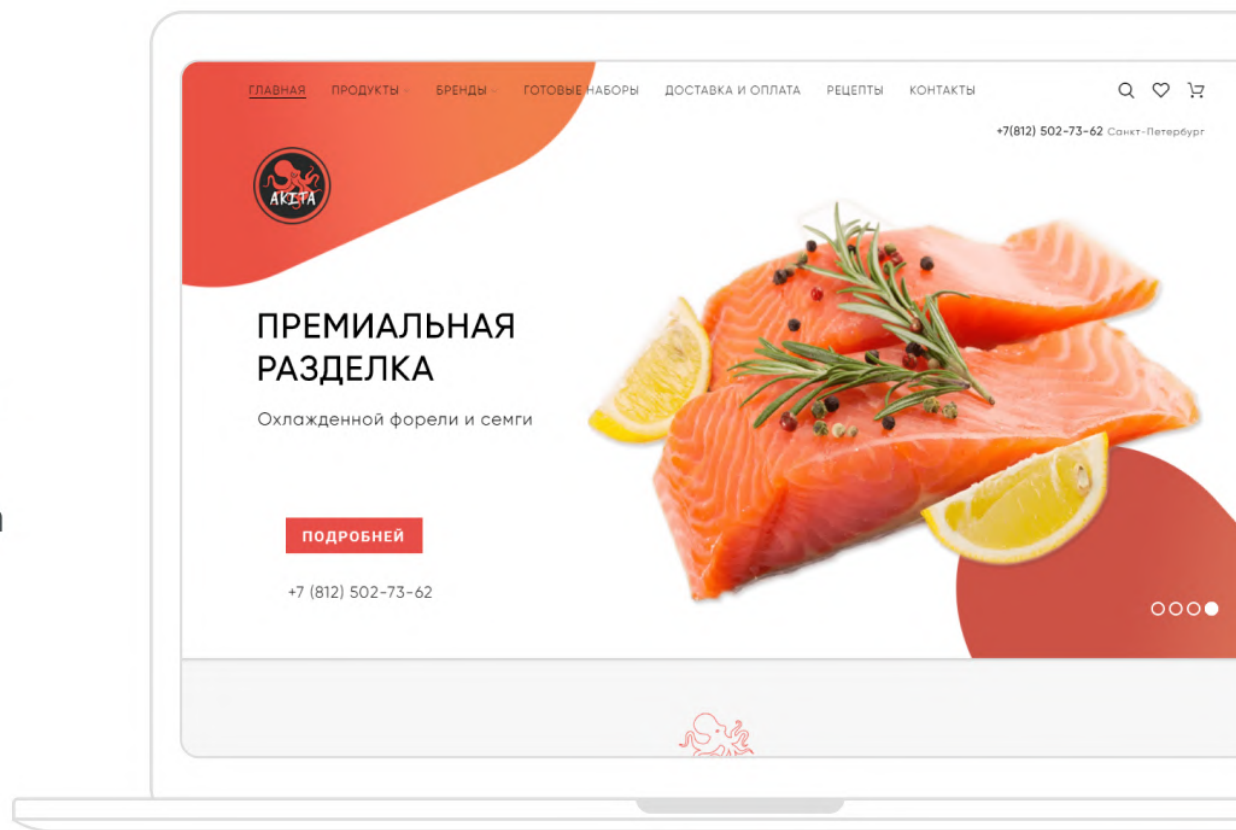 ГЛАВНАЯ ПРОДУКТЫ БРЕНДЫ ГОТОВЫЕ НАБОРЫ ДОСТАВКА И ОПЛАТА РЕЦЕПТЫ КОНТАКТЫ
+7(812) 502-73-62 Санкт-Петербург
AKITA
ПРЕМИАЛЬНАЯ
РАЗДЕЛКА
Охлажденной форели и семги
ПОДРОБНЕЙ
+7 (812) 502-73-62